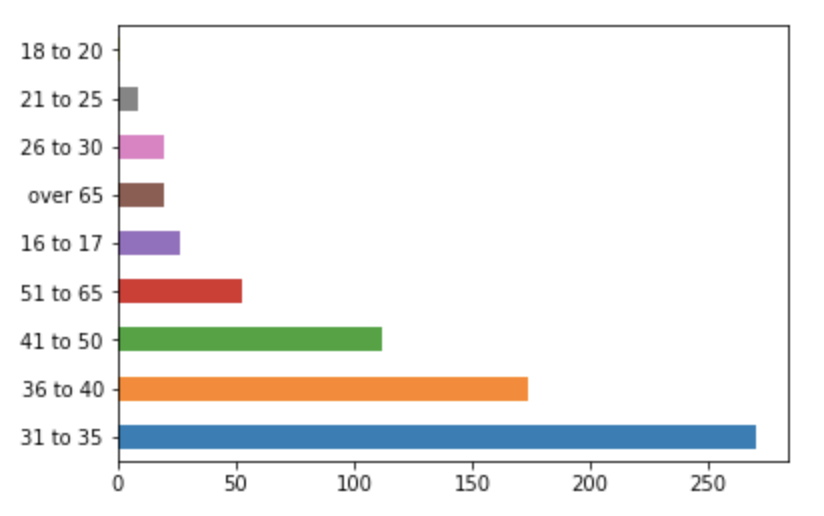 18 to 20
21 to 25
26 to 30
over 65
16 to 17
51 to 65
41 to 50
36 to 40
31 to 35
0 50 100 150 200 250